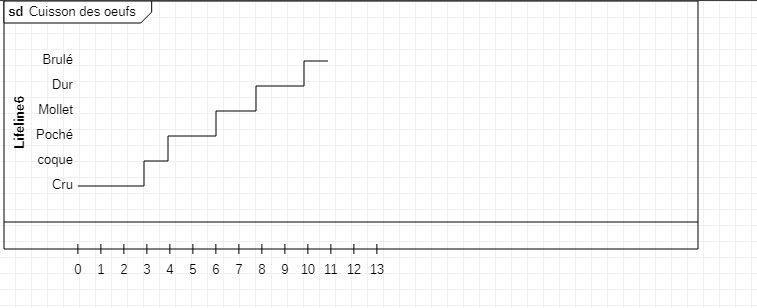 sd Cuisson des oeufs
Brulé
Dur
Mollet
Poché
coque
Cru
Lifeline6
0 1 2 3 4 5 6 7 8 9 10 11 12 13